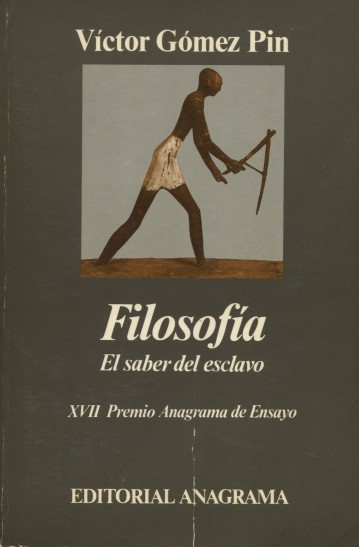 Víctor Gómez Pin
Filosofía
El saber del esclavo
XVII Premio Anagrama de Ensayo
EDITORIAL ANAGRAMA